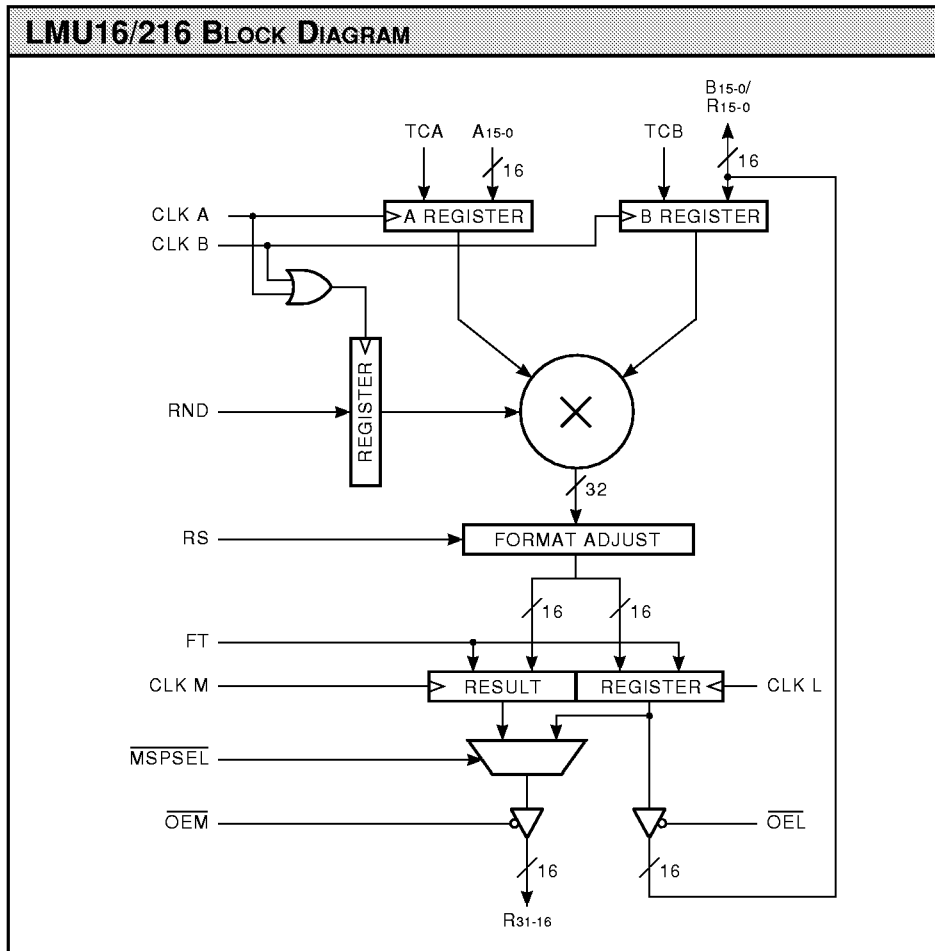 LMU16/216 BLOCK DIAGRAM
B15-0/
R15-0
TCA A15-0 TCB
16 16
CLK A A REGISTER B REGISTER
CLK B
REGISTER
RND
32
RS FORMAT ADJUST
16 16
FT
CLK M RESULT REGISTER CLK L
MSPSEL
OEM OEL
16 16
R31-16